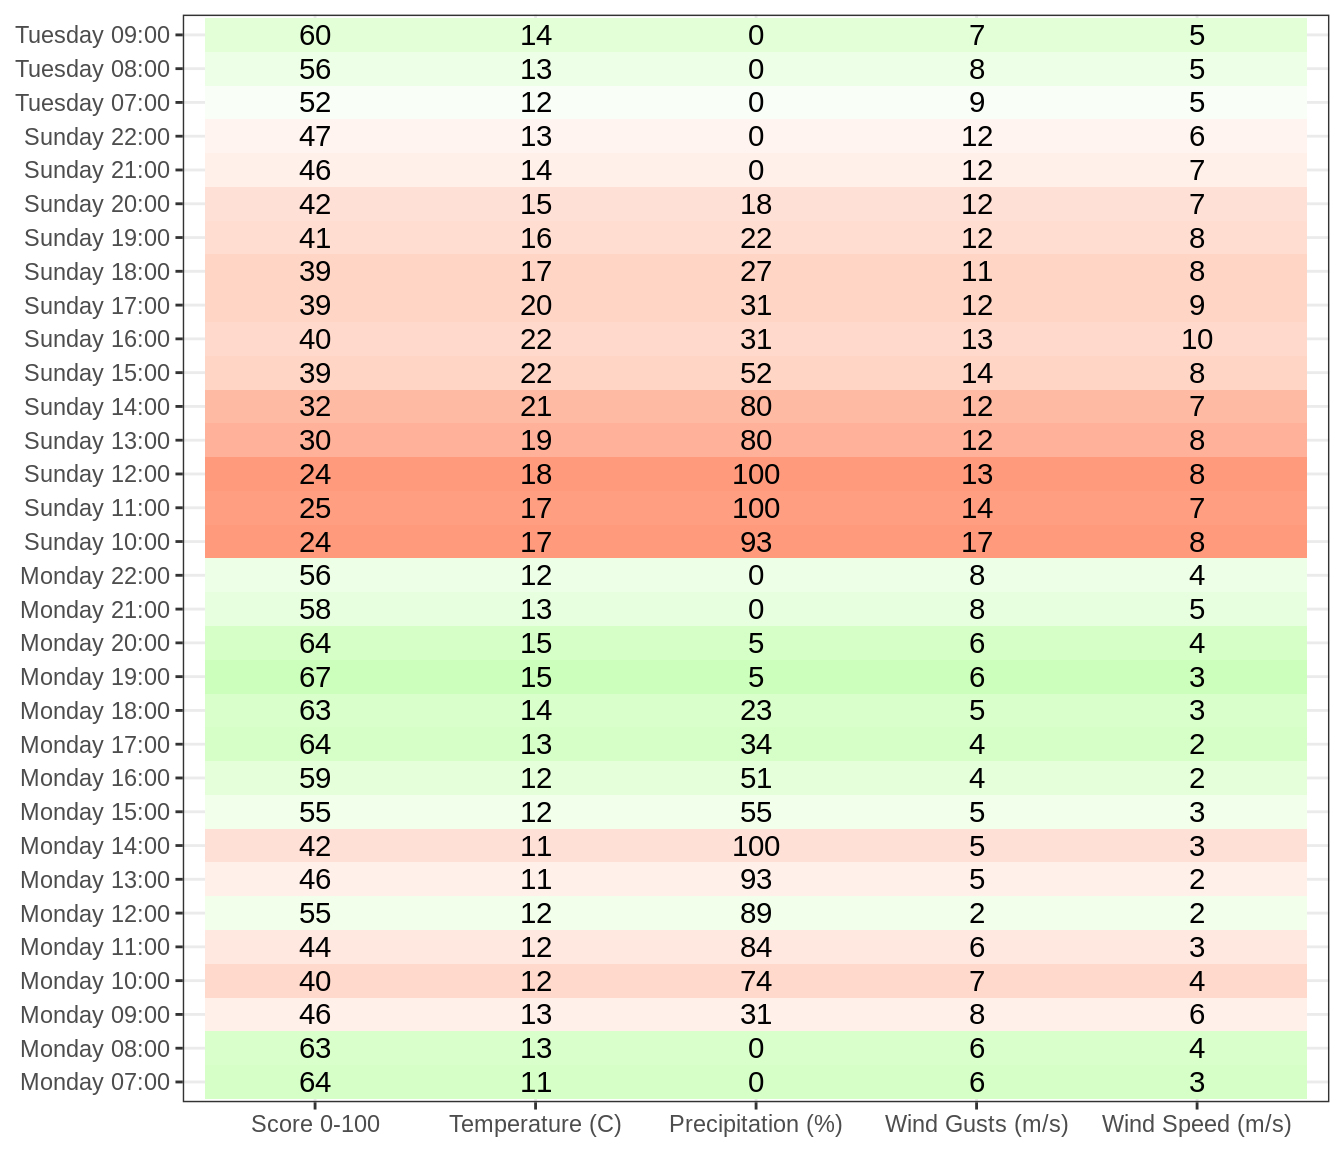 Tuesday 09:00 60 14 0 7 5
Tuesday 08:00 56 13 0 8 5
Tuesday 07:00 52 12 0 9 5
Sunday 22:00 47 13 0 12 6
Sunday 21:00 46 14 0 12 7
Sunday 20:00 42 15 18 12 7
Sunday 19:00 41 16 22 12 8
Sunday 18:00 39 17 27 11 8
Sunday 17:00 39 20 31 12 9
Sunday 16:00 40 22 31 13 10
Sunday 15:00 39 22 52 14 8
Sunday 14:00 32 21 80 12 7
Sunday 13:00 30 19 80 12 8
Sunday 12:00 24 18 100 13 8
Sunday 11:00 25 17 100 14 7
Sunday 10:00 24 17 93 17 8
Monday 22:00 56 12 0 8 4
Monday 21:00 58 13 0 8 5
Monday 20:00 64 15 5 6 4
Monday 19:00 67 15 5 6 3
Monday 18:00 63 14 23 5 3
Monday 17:00 64 13 34 4 2
Monday 16:00 59 12 51 4 2
Monday 15:00 55 12 55 5 3
Monday 14:00 42 11 100 5 3
Monday 13:00 46 11 93 5 2
Monday 12:00 55 12 89 2 2
Monday 11:00 44 12 84 6 3
Monday 10:00 40 12 74 7 4
Monday 09:00 46 13 31 8 6
Monday 08:00 63 13 0 6 4
Monday 07:00 64 11 0 6 3
Score 0-100 Temperature (C) Precipitation (%) Wind Gusts (m/s) Wind Speed (m/s)